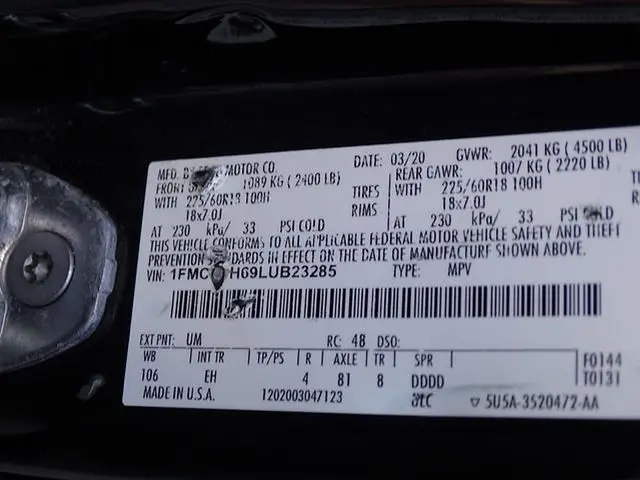 MFD. BY MOTOR CO.
DATE: 03/20 GVWR: 2041 KG ( 4500 LB)
FRONT 1089 KG ( 2400 LB) REAR GAWR: 1007 KG ( 2220 LB)
WITH 225/60R18 100H TIRES WITH 225/60R18 100H
18x7.0J RIMS 18x7.0J
AT 230 kPa/ 33 PSI COLD AT 230 kPa/ 33 PSI COLD
THIS VEHICLE CONFORMS TO ALL APPLICABLE FEDERAL MOTOR VEHICLE SAFETY AND THEFT
PREVENTION STANDARDS IN EFFECT ON THE DATE OF MANUFACTURE SHOWN ABOVE.
VIN: 1FMC H69LUB23285 TYPE: MPV
EXT PNT: UM RC: 48 DSO:
WB INT TR TP/PS R AXLE TR SPR F0144
106 EH 4 81 8 DDDD T0131
MADE IN U.S.A. 1202003047123 5U5A-3520472-AA